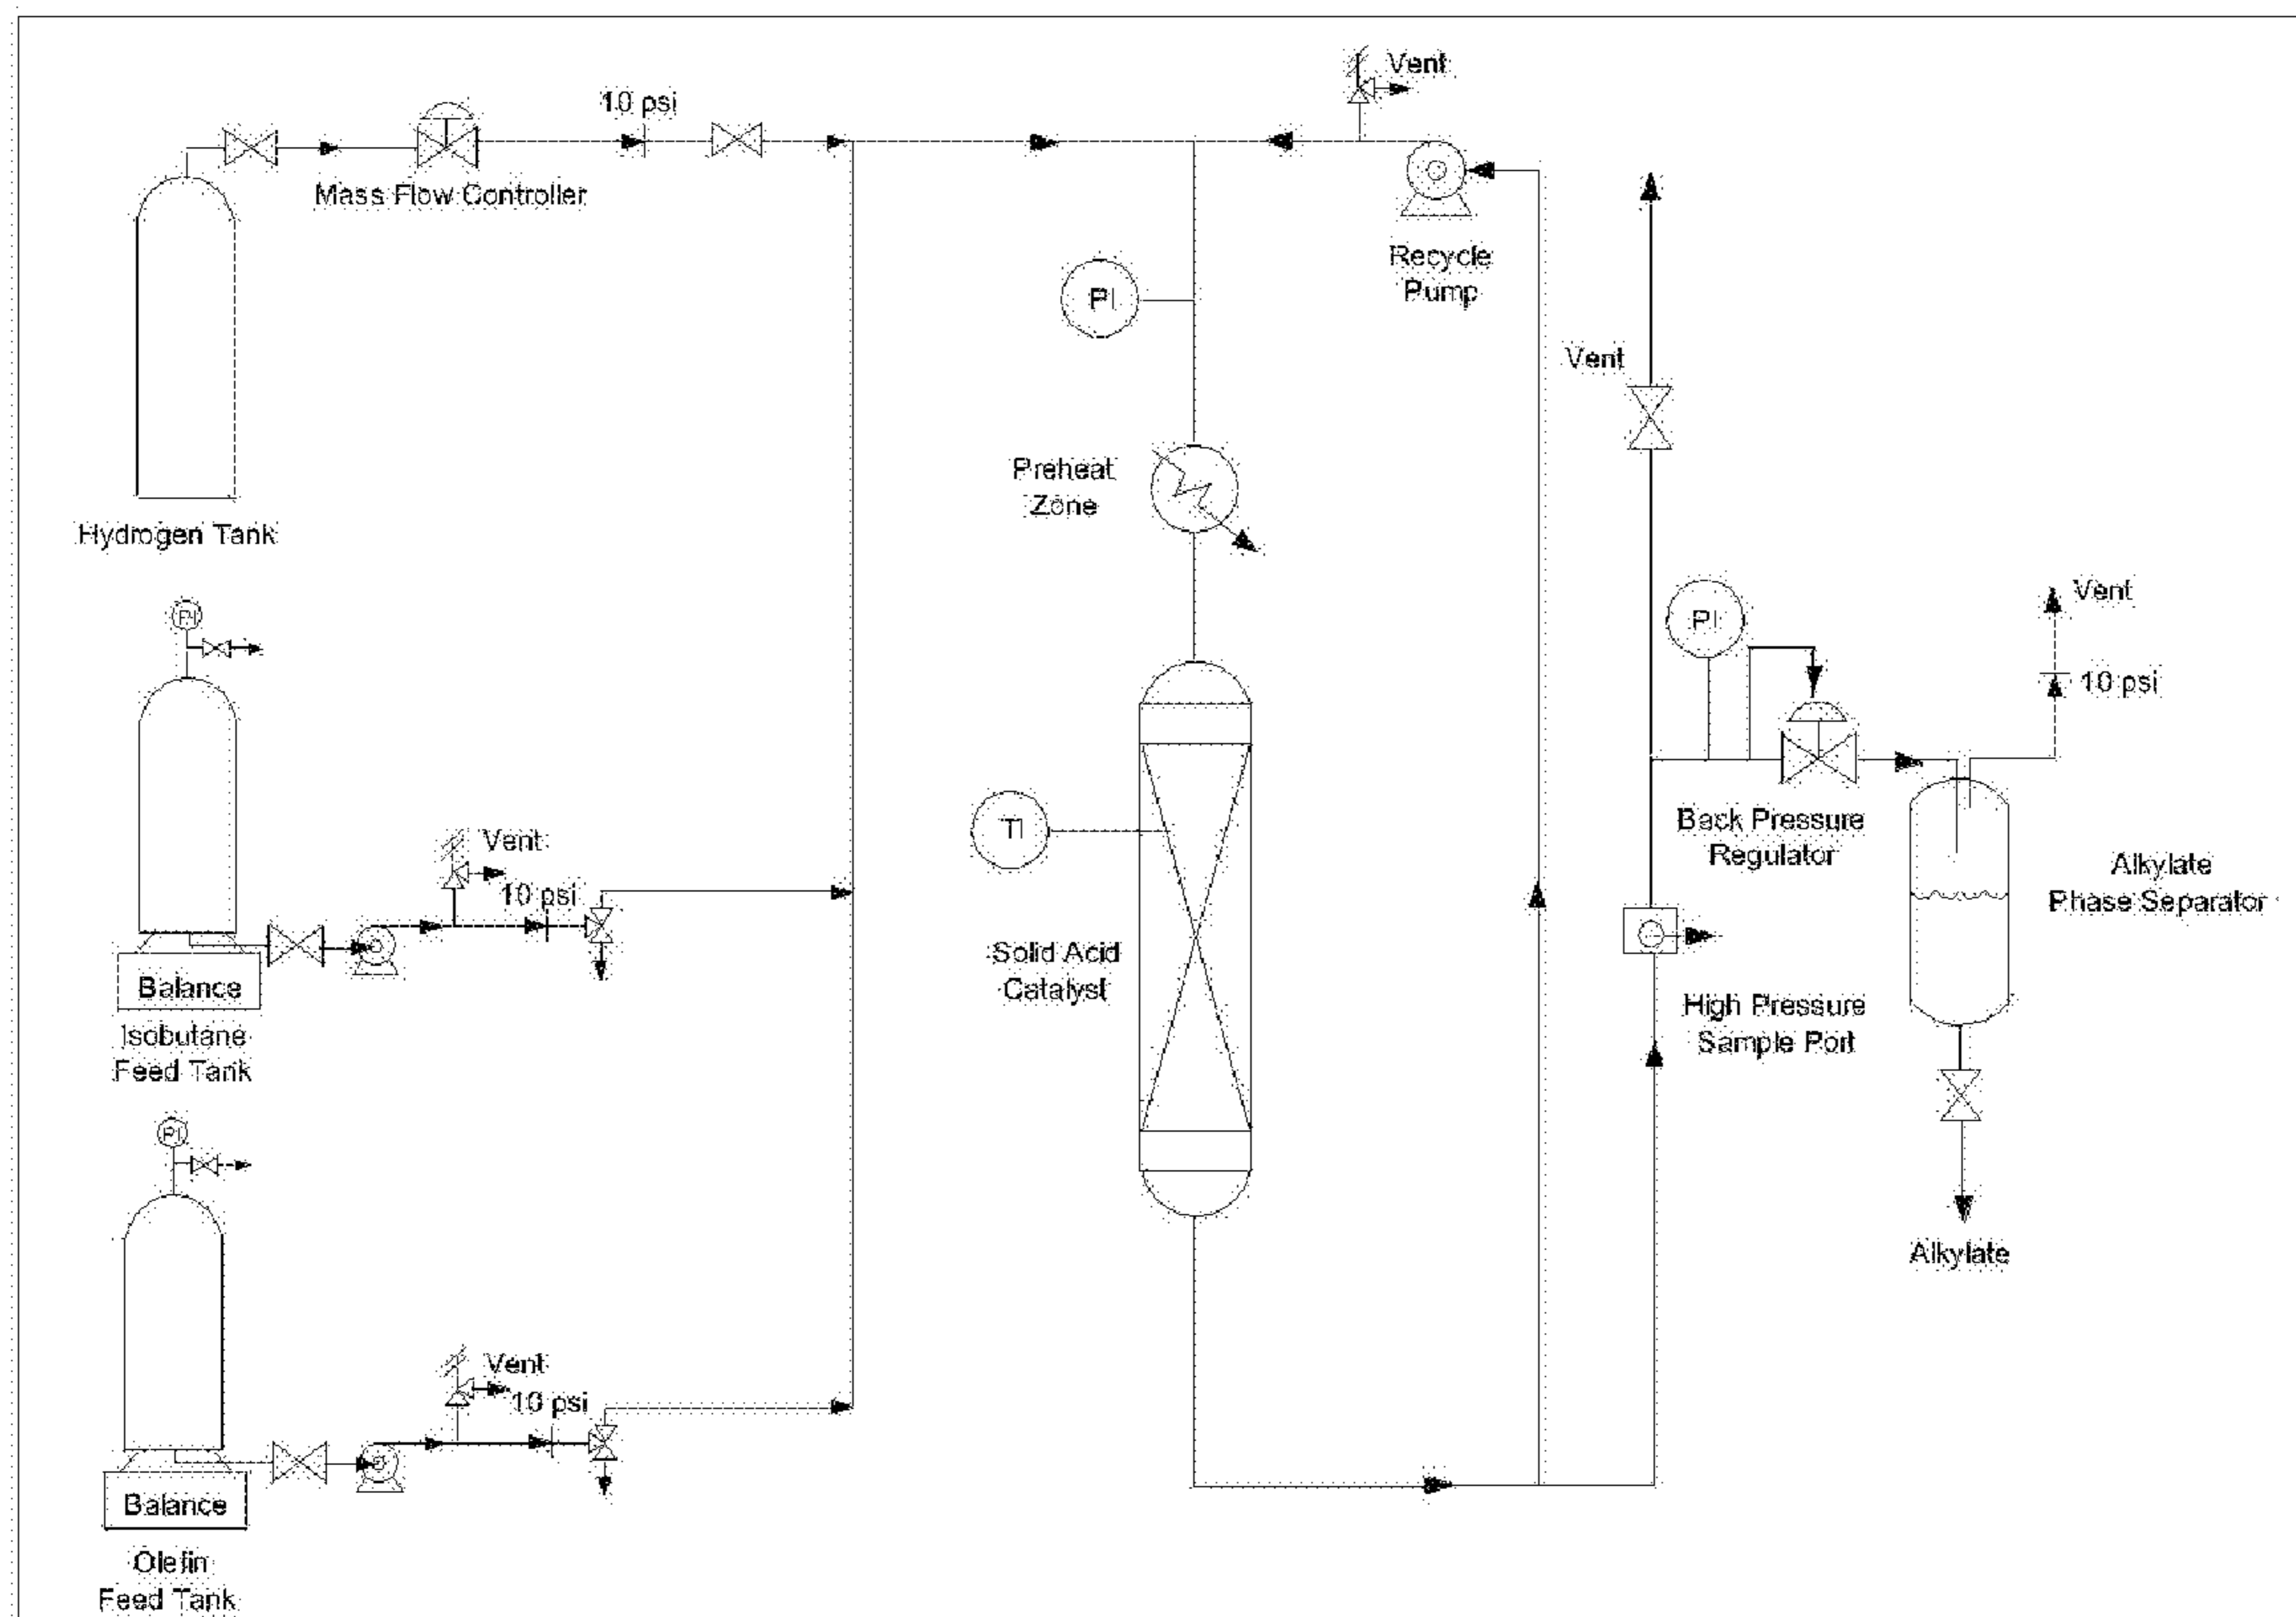 10 psi
Vent
Mass Flow Controller
Recycle
Pump
PI
Vent
Preheat
Zone
Hydrogen Tank
PI
PI
Vent
10 psi
TI
Vent
10 psi
Back Pressure
Regulator
Alkylate
Phase Separator
Solid Acid
Catalyst
Balance
High Pressure
Sample Port
Isobutane
Feed Tank
PI
Alkylate
Vent
10 psi
Balance
Olefin
Feed Tank